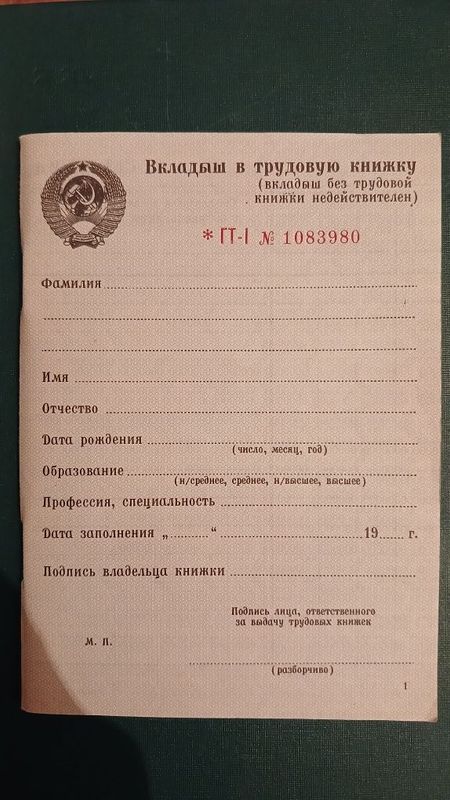 Вкладыш в трудовую книжку
(вкладыш без трудовой
книжки недействителен)
* ГТ-I № 1083980
Фамилия
Имя
Отчество
Дата рождения
(число, месяц, год)
Образование
(н/среднее, среднее, н/высшее, высшее)
Профессия, специальность
Дата заполнения „ “ 19 г.
Подпись владельца книжки
Подпись лица, ответственного
за выдачу трудовых книжек
М. П.
(разборчиво)
1